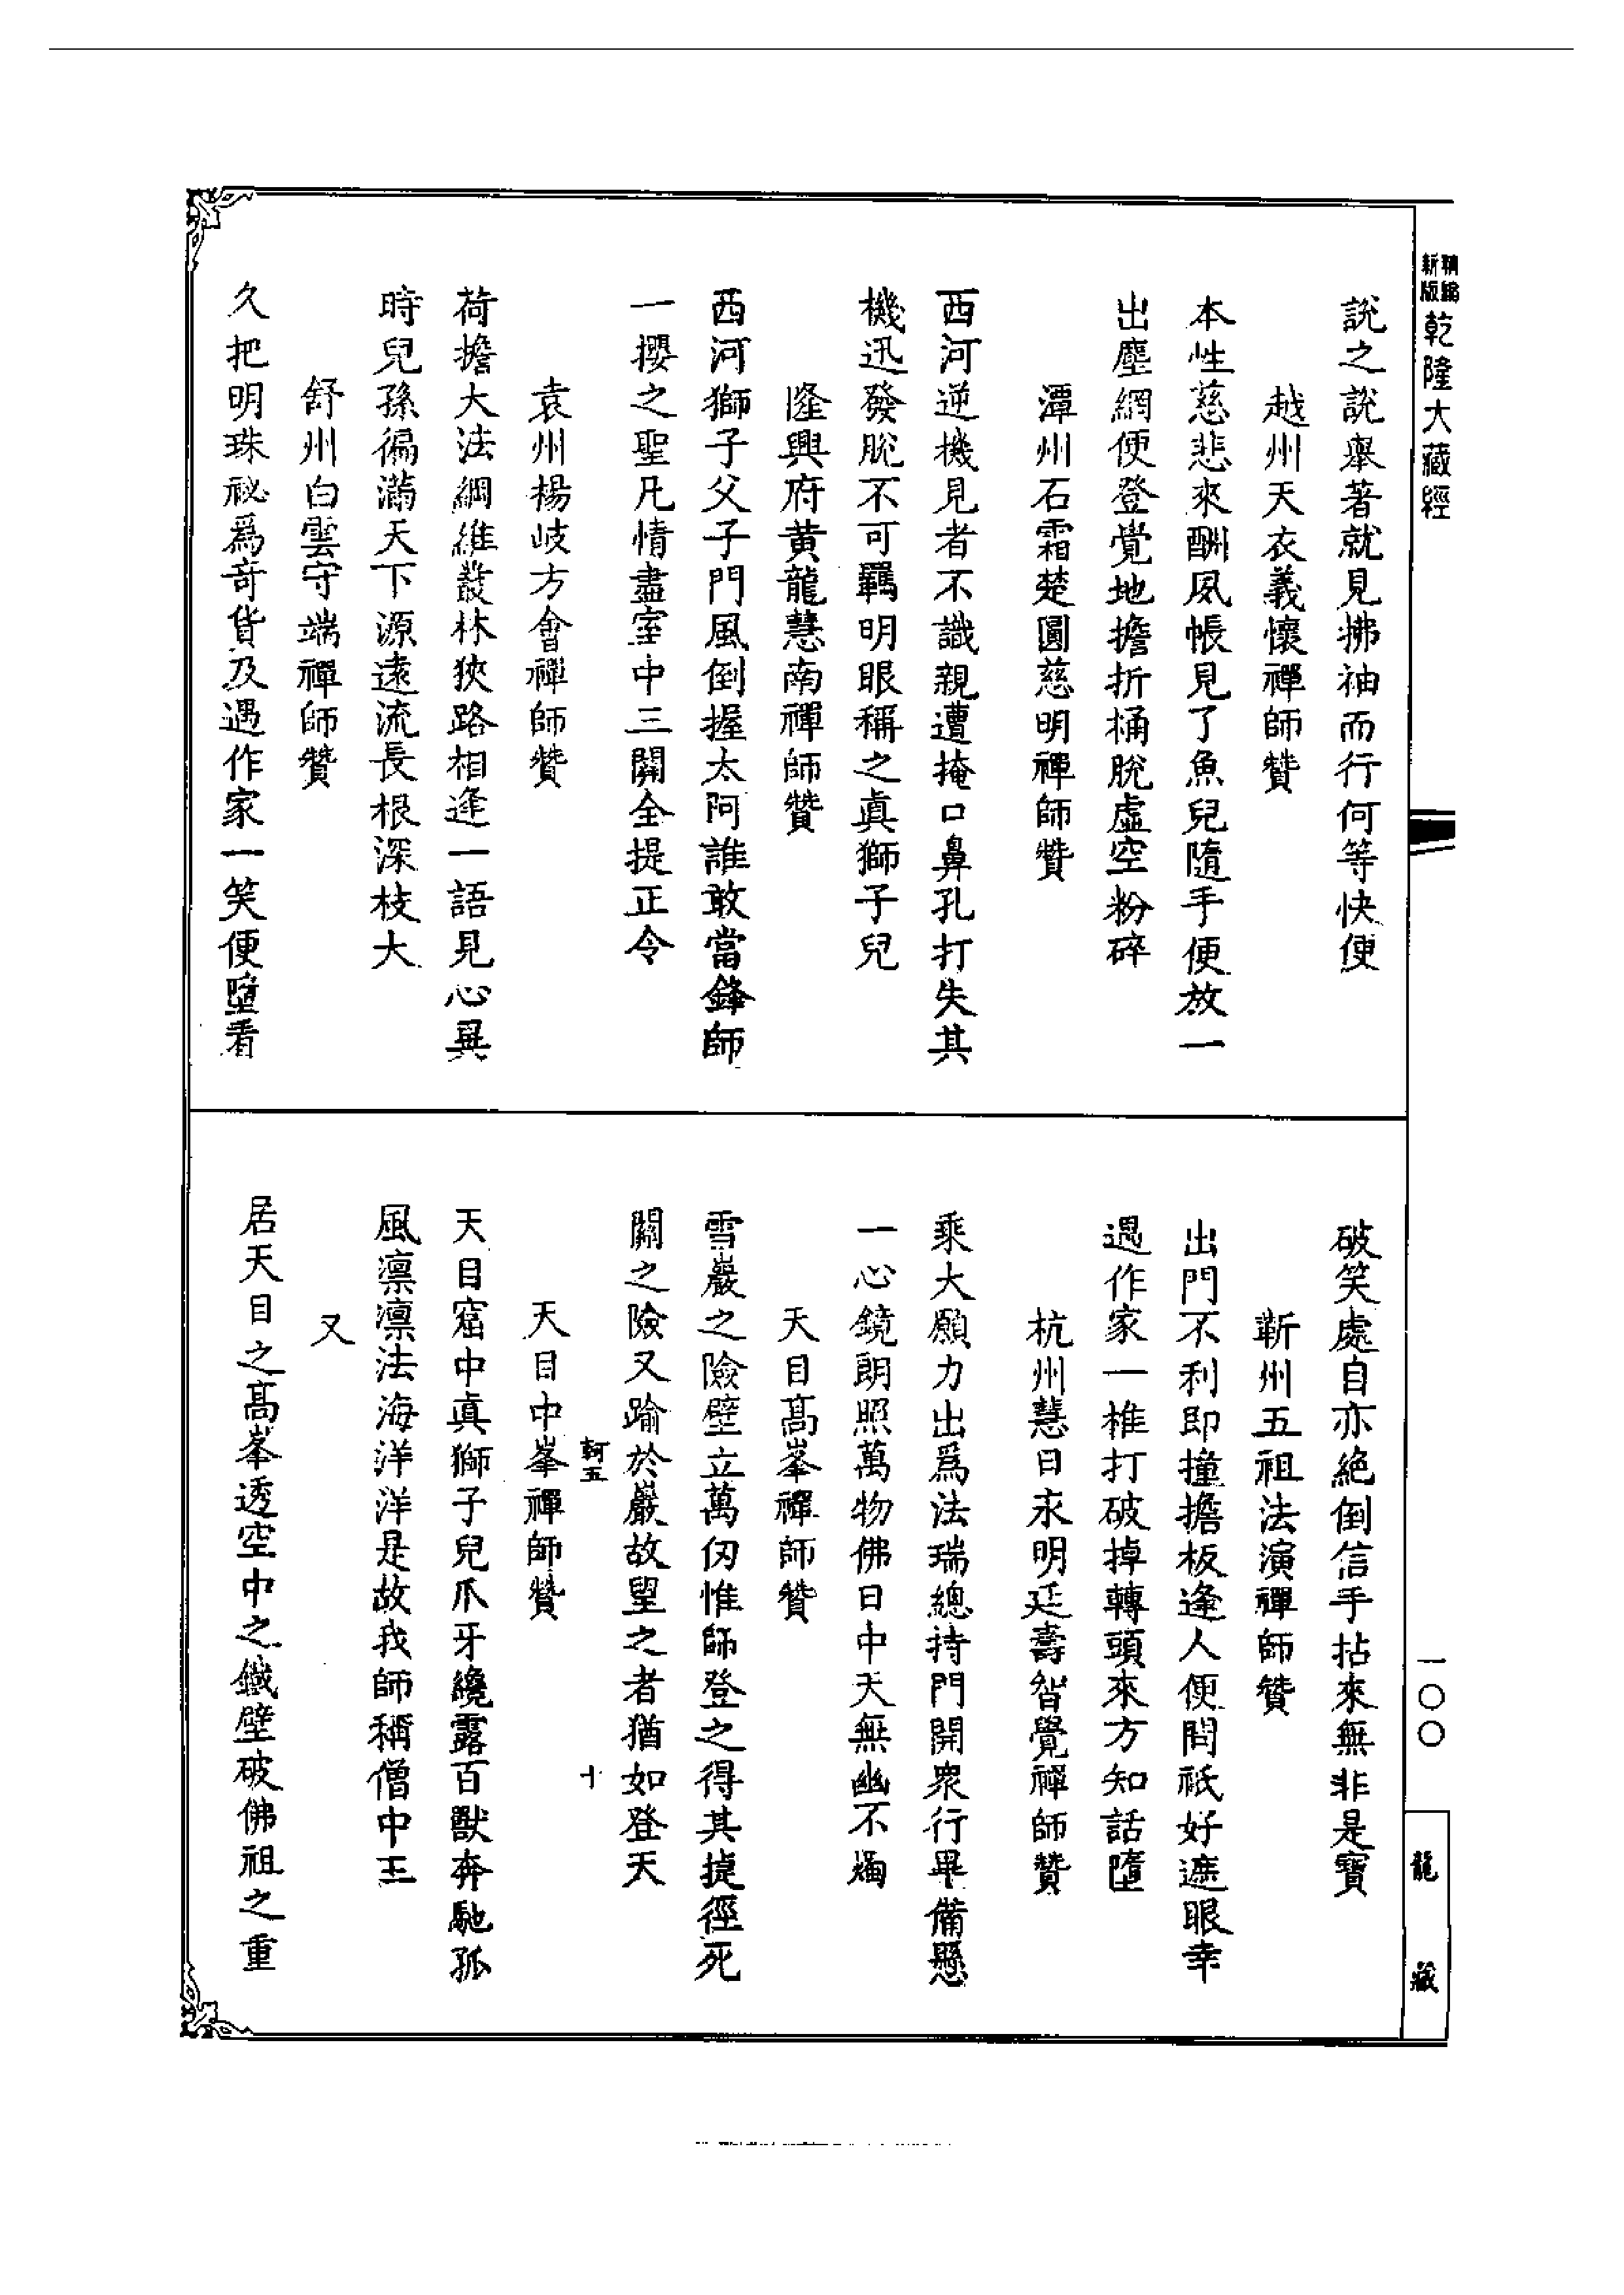 新編
新版
乾隆大藏經
說之說舉著就見拂袖而行何等快便
越州天衣義懷禪師贊
本性慈悲來酬夙帳見了魚兒隨手便放一
出塵網便登覺地擔折桶脫虛空粉碎
潭州石霜楚圓慈明禪師贊
西河逆機見者不識親遭掩口鼻孔打失其
機迅發脫不可羈明眼稱之眞獅子兒
隆興府黃龍慧南禪師贊
西河獅子父子門風倒握太阿誰敢當鋒師
一攖之聖凡情盡室中三關全提正令
袁州楊岐方會禪師贊
荷擔大法綱維叢林狹路相逢一語見心異
時兒孫徧滿天下源遠流長根深枝大
舒州白雲守端禪師贊
久把明珠祕爲奇貨及遇作家一笑便墮看
破笑處自亦絕倒信手拈來無非是寶
蘄州五祖法演禪師贊
出門不利即撞擔板逢人便問祇好遮眼幸
遇作家一椎打破掉轉頭來方知話墮
杭州慧日永明延壽智覺禪師贊
乘大願力出爲法瑞總持門開衆行畢備懸
一心鏡朗照萬物佛日中天無幽不燭
天目高峯禪師贊
雪巖之險壁立萬仞惟師登之得其捷徑死
關之險又踰於巖故望之者猶如登天
軻五
十
天目中峯禪師贊
天目窟中眞獅子兒爪牙纔露百獸奔馳孤
風凛凛法海洋洋是故我師稱僧中王
又
居天目之高峯透空中之鐵壁破佛祖之重
一〇〇
龍藏